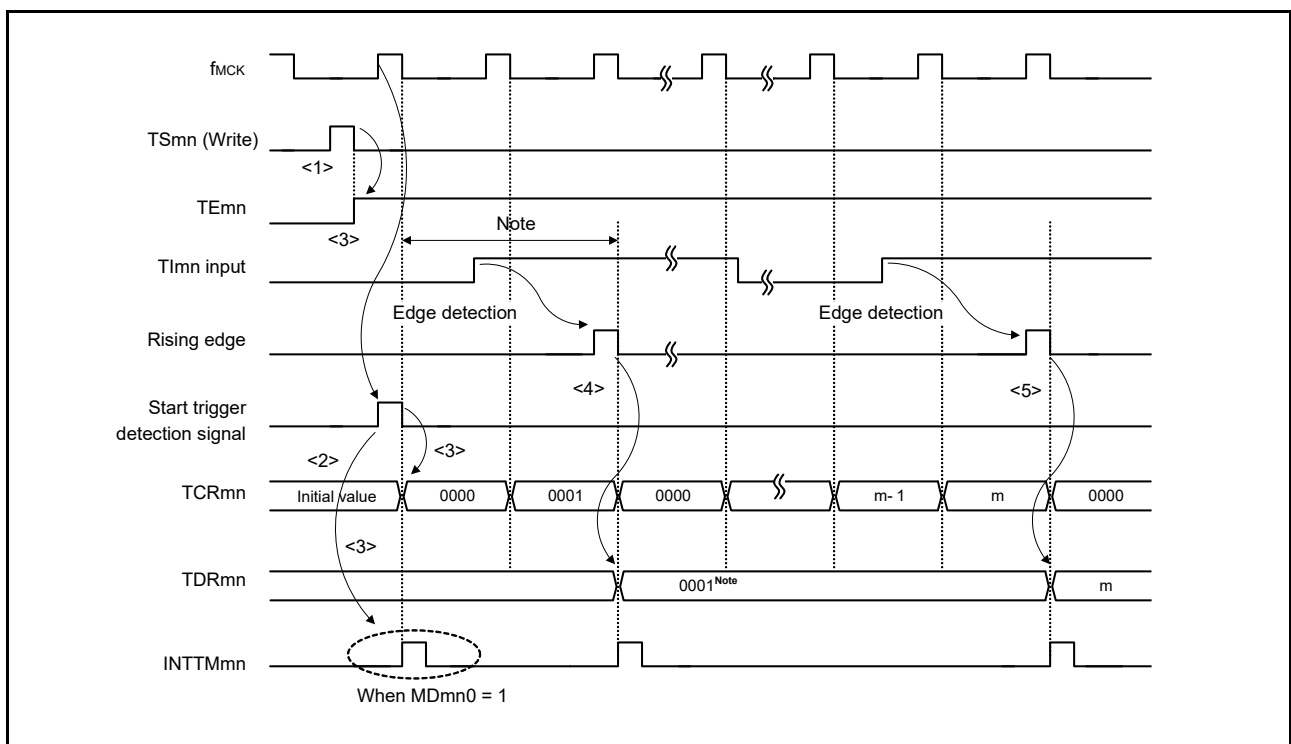 fMCK
TSmn (Write)
<1>
TEmn
<3>
Note
TImn input
Edge detection
Edge detection
Rising edge
<4>
<5>
Start trigger
detection signal
<2>
<3>
TCRmn
Initial value
0000
0001
0000
m- 1
m
0000
<3>
TDRmn
0001Note
m
INTTMmn
When MDmn0 = 1